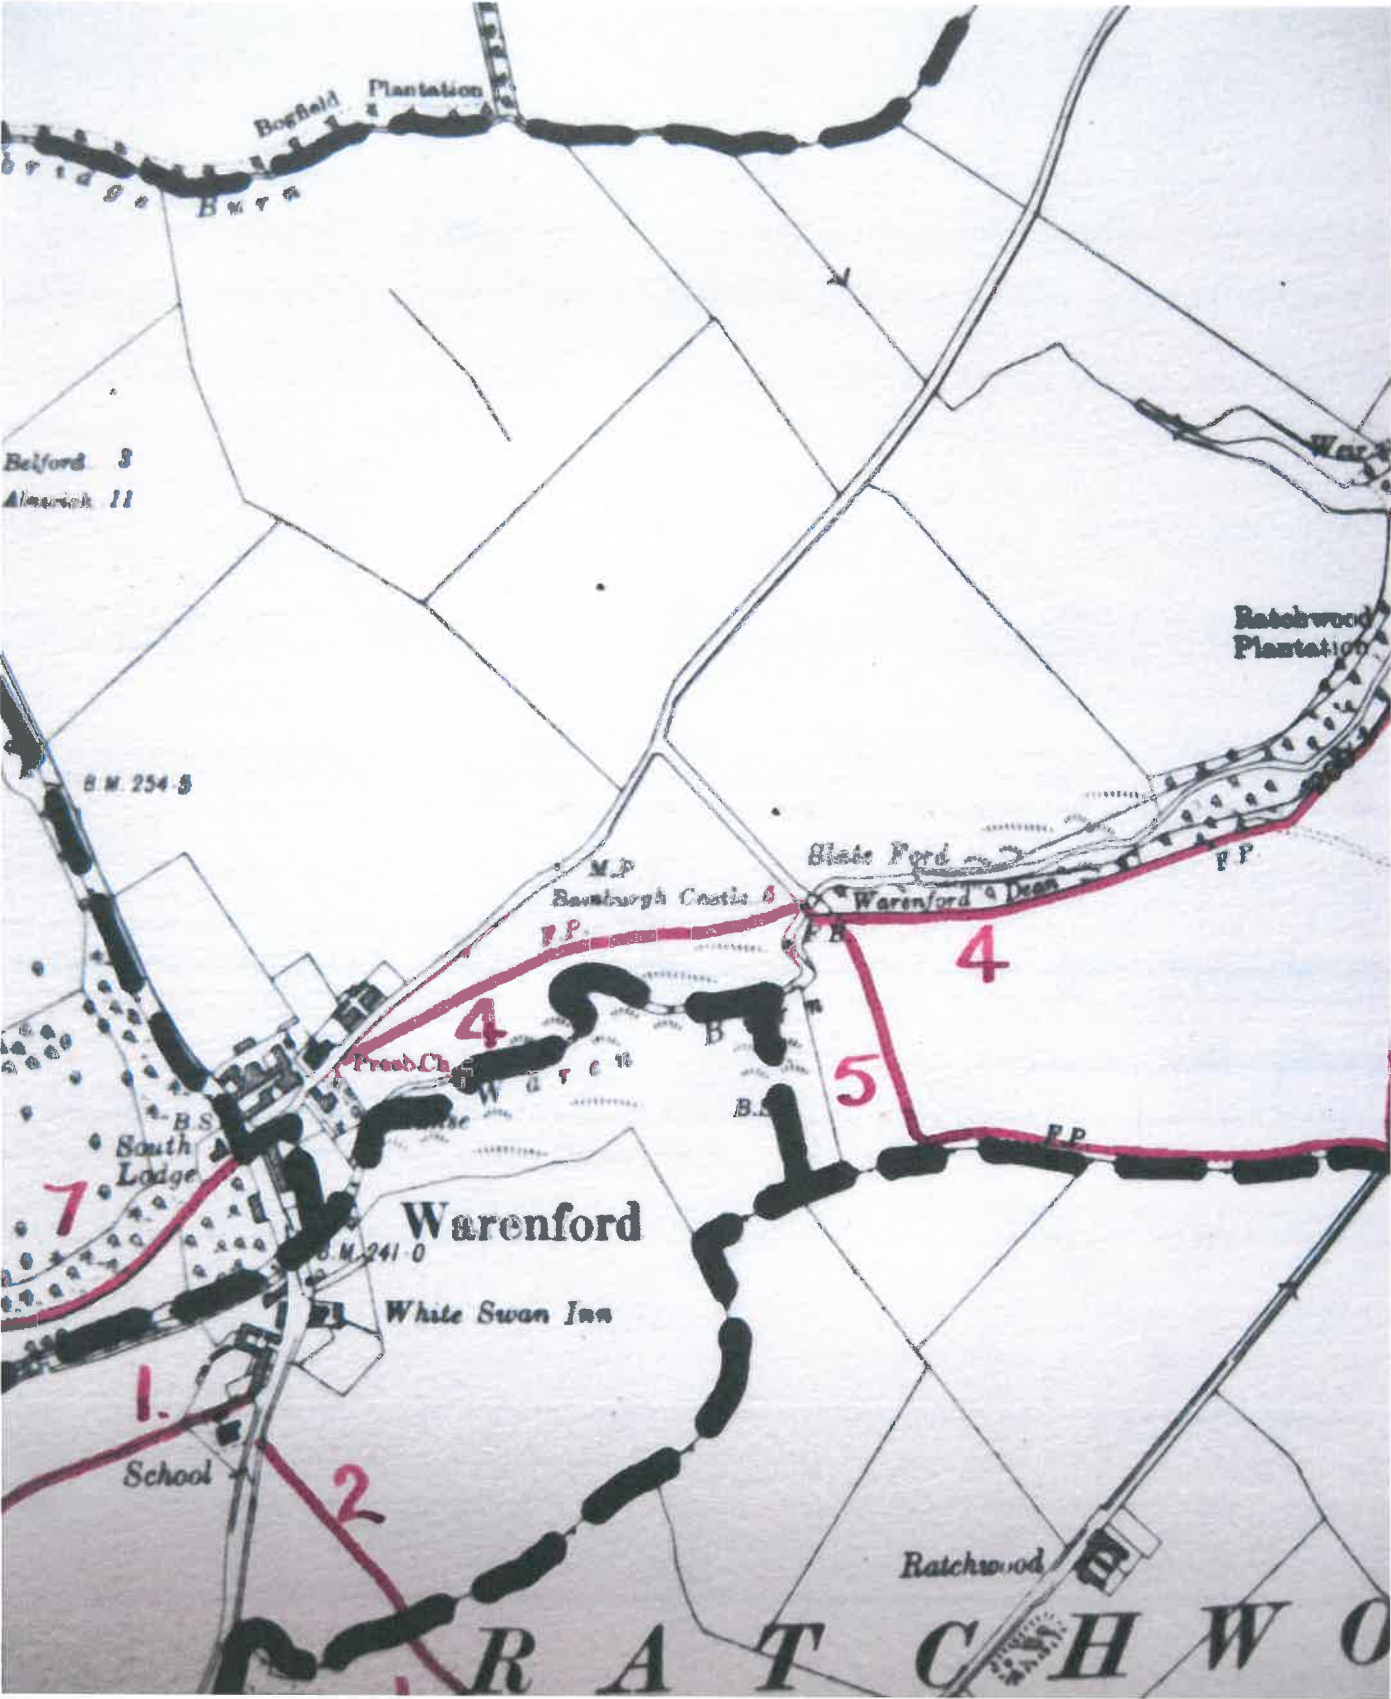 Bogfield Plantation
Burn
Belford 3
Alnwick 11
Weir
Ratchwood
Plantation
B.M. 254.5
M.P
Bamburgh Castle 6
Slate Ford
Warenford Dean
F.P.
F.P.
F.B
4
4
Presb. Ch.
Waren
B n
B.S
South
Lodge
5
F.P.
7
Warenford
B.M. 241.0
White Swan Inn
1.
School
2
Ratchwood
RATCHWO